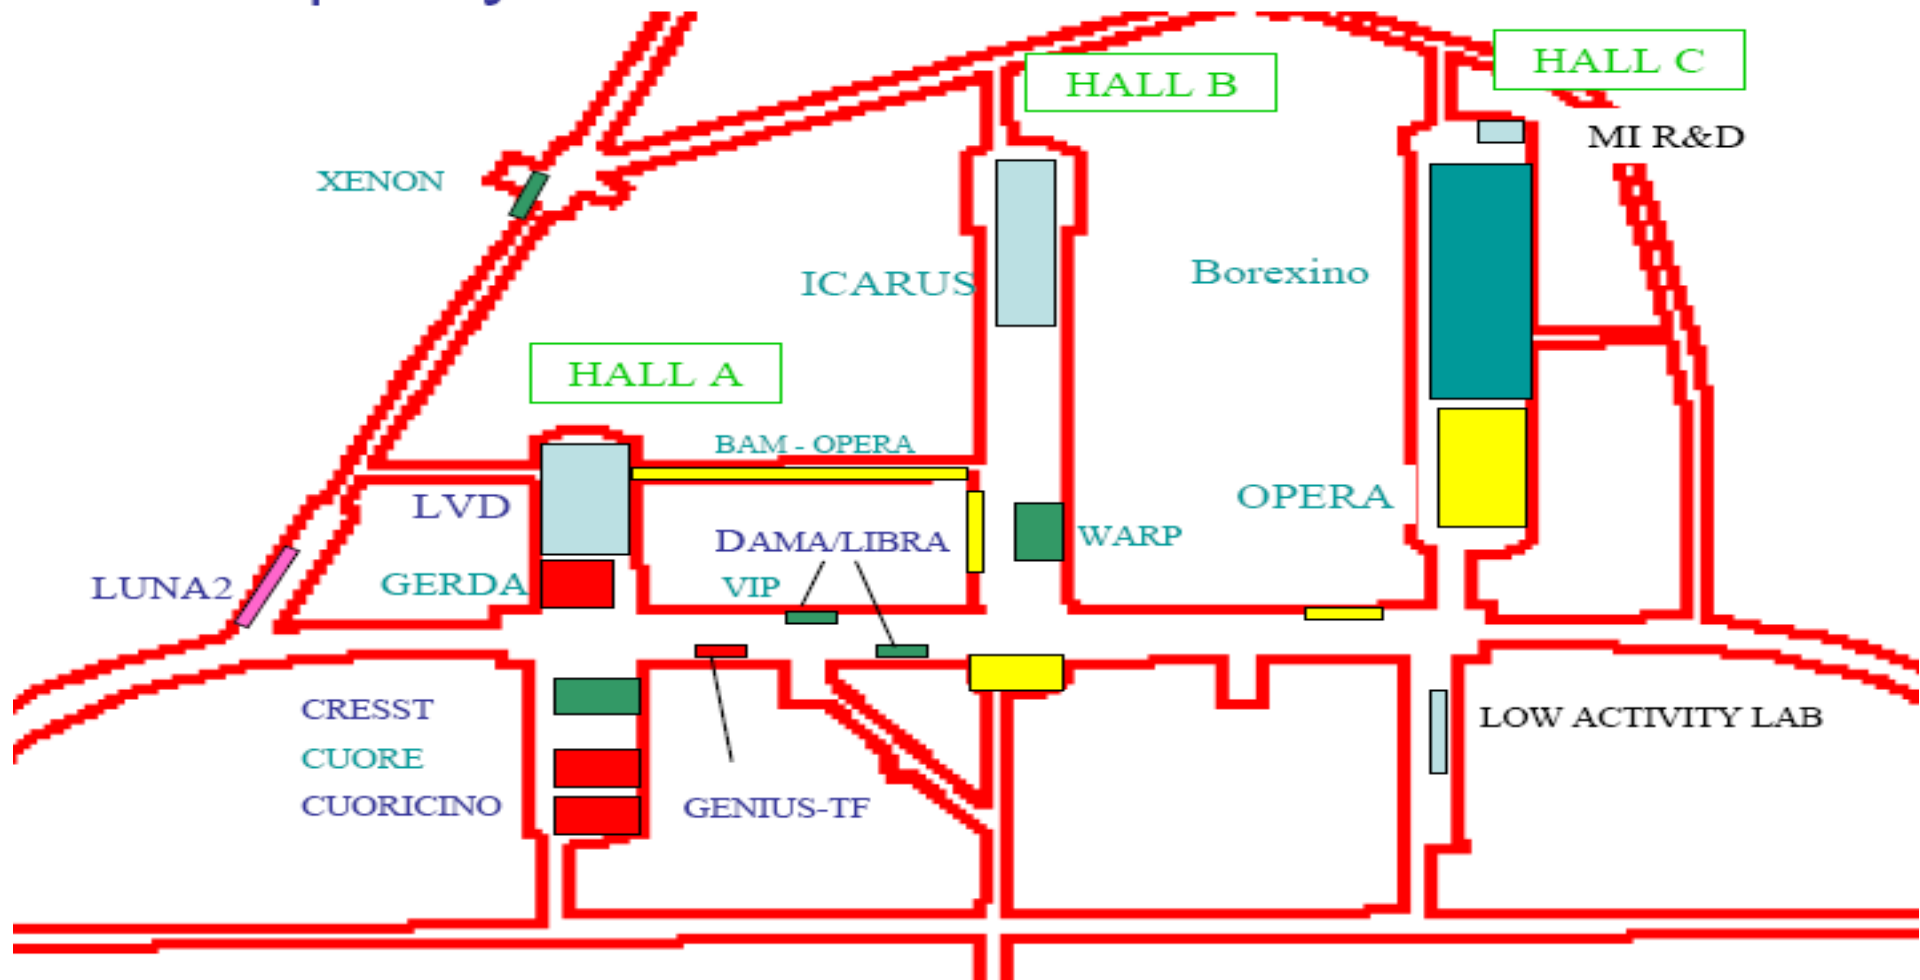 HALL C
HALL B
MI R&D
XENON
ICARUS
Borexino
HALL A
BAM - OPERA
LVD
OPERA
DAMA/LIBRA
WARP
LUNA2
GERDA
VIP
CRESST
LOW ACTIVITY LAB
CUORE
CUORICINO
GENIUS-TF